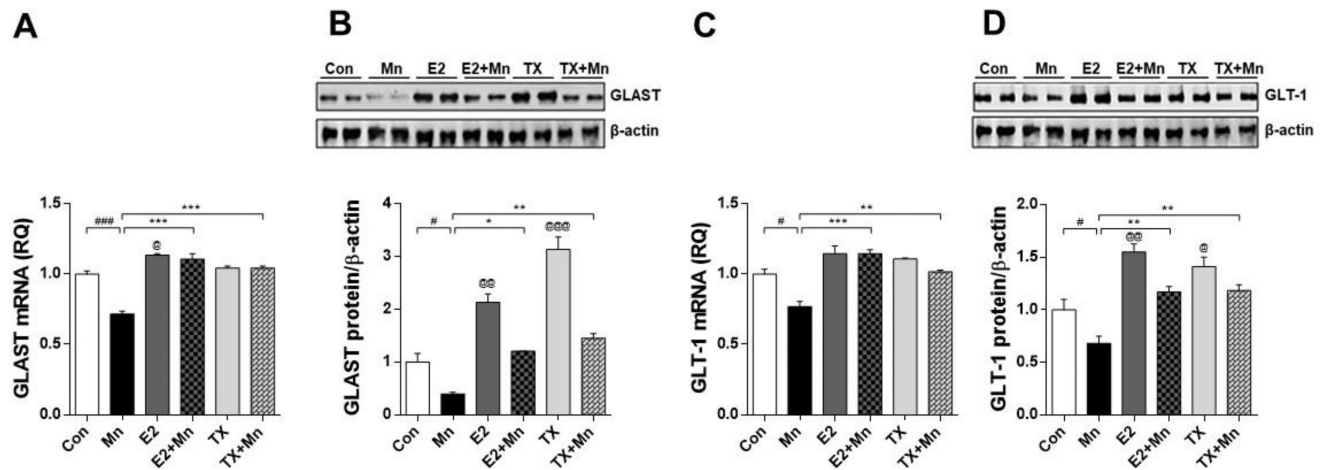 A
GLAST mRNA (RQ)
1.5
1.0
0.5
0.0
###
***
***
@
Con
Mn
E2
E2+Mn
TX
TX+Mn
B
Con Mn E2 E2+Mn TX TX+Mn
GLAST
β-actin
GLAST protein/β-actin
4
3
2
1
0
#
*
**
@@
@@@
Con
Mn
E2
E2+Mn
TX
TX+Mn
C
GLT-1 mRNA (RQ)
1.5
1.0
0.5
0.0
#
***
**
Con
Mn
E2
E2+Mn
TX
TX+Mn
D
Con Mn E2 E2+Mn TX TX+Mn
GLT-1
β-actin
GLT-1 protein/β-actin
2.0
1.5
1.0
0.5
0.0
#
**
**
@@
@
Con
Mn
E2
E2+Mn
TX
TX+Mn